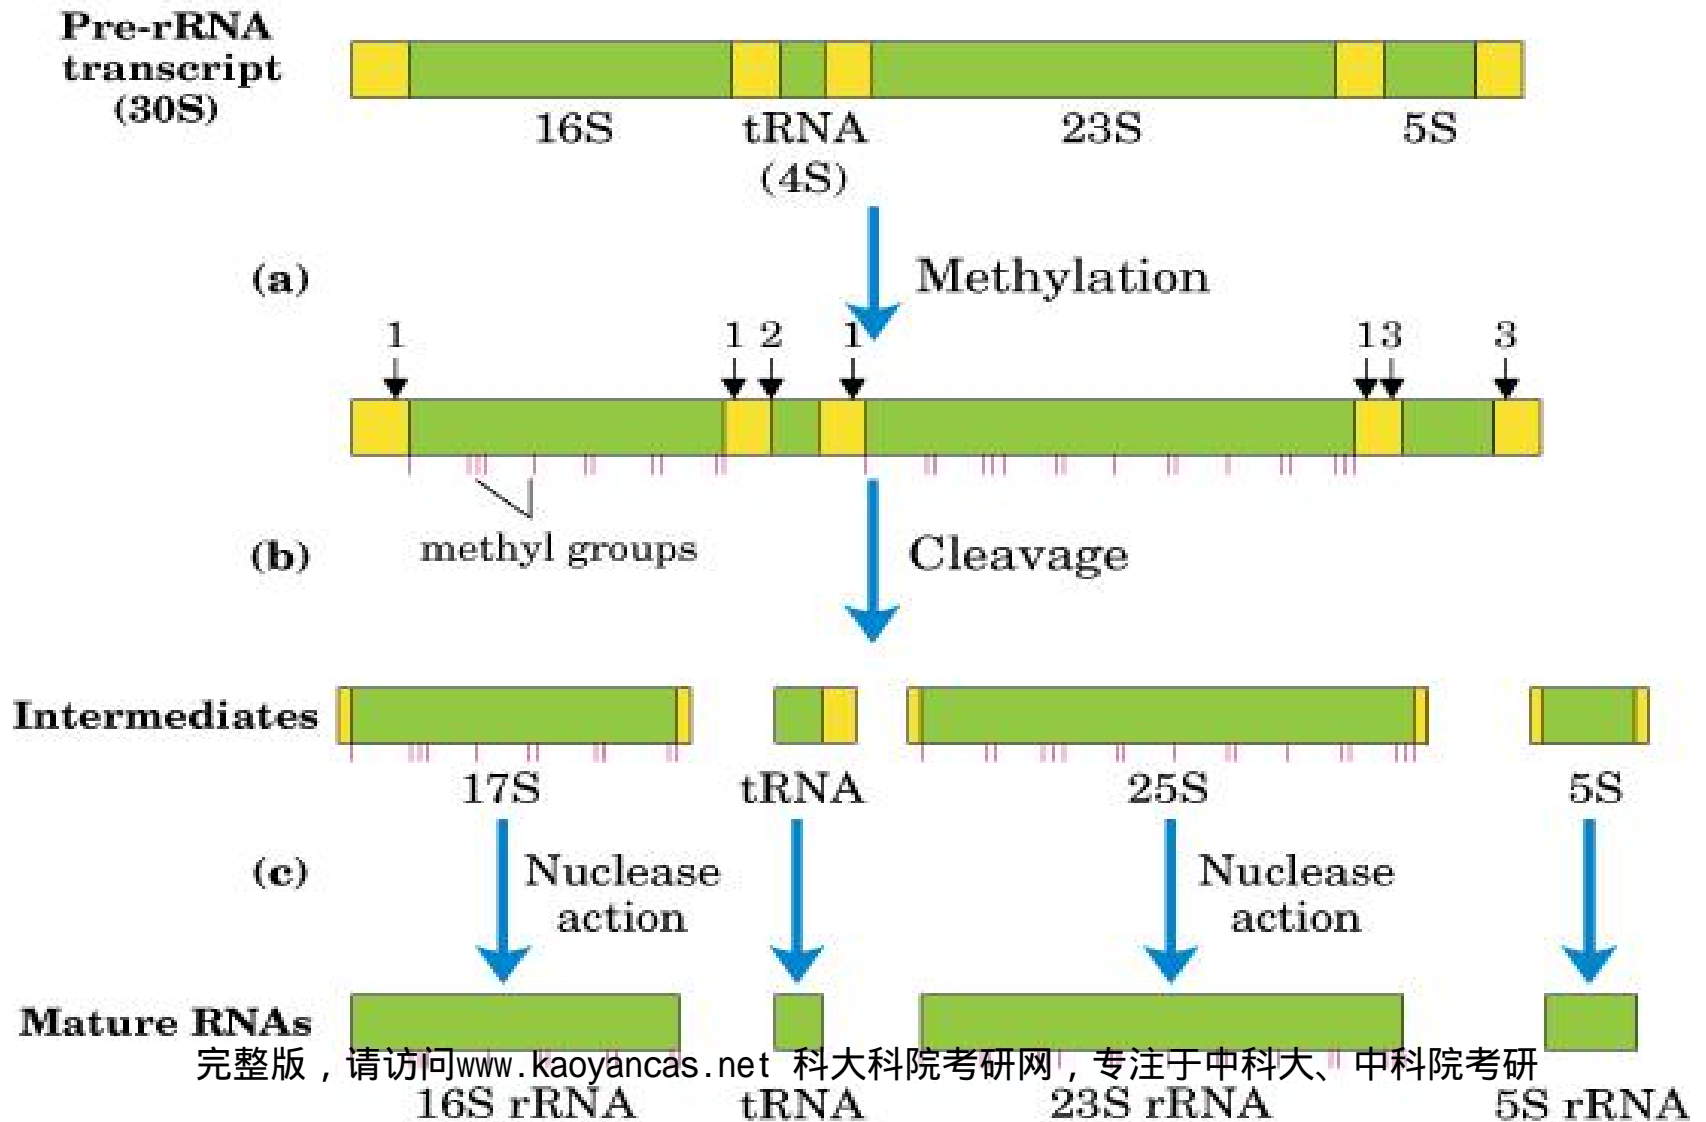 Pre-rRNA
transcript
(30S)
16S tRNA 23S 5S
(4S)
(a) Methylation
1 1 2 1 1 3 3
methyl groups
(b) Cleavage
Intermediates
17S tRNA 25S 5S
(c) Nuclease action Nuclease action
Mature RNAs
完整版，请访问www.kaoyancas.net 科大科院考研网，专注于中科大、中科院考研
16S rRNA tRNA 23S rRNA 5S rRNA